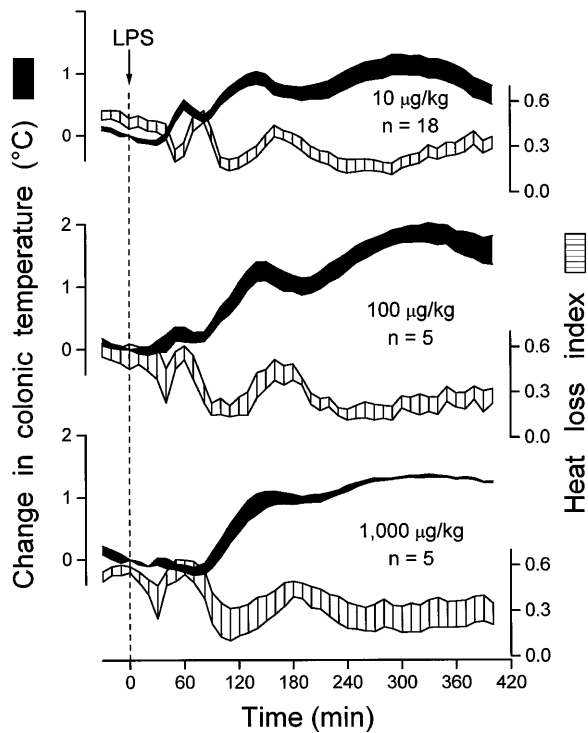 LPS
Change in colonic temperature (°C)
1
0
10 µg/kg
n = 18
0.6
0.3
0.0
2
1
0
100 µg/kg
n = 5
0.6
0.3
0.0
2
1
0
1,000 µg/kg
n = 5
0.6
0.3
0.0
Heat loss index
0 60 120 180 240 300 360 420
Time (min)